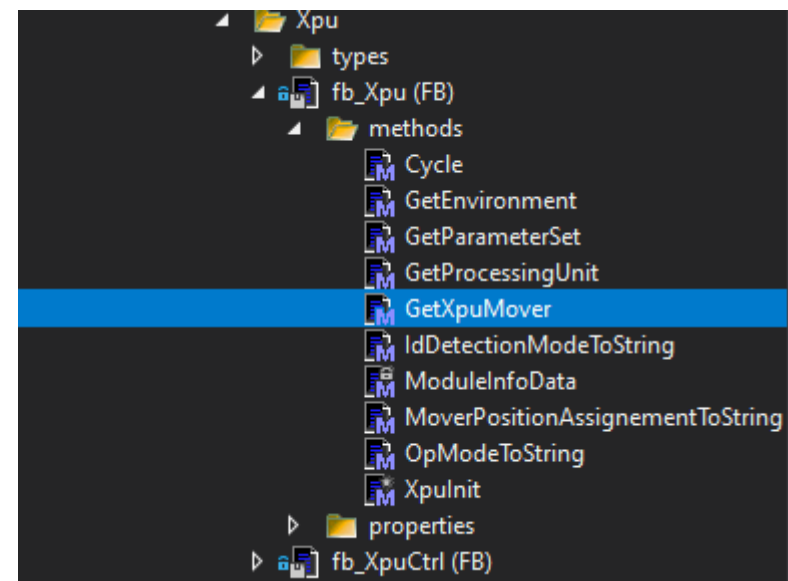 Xpu
types
fb_Xpu (FB)
methods
Cycle
GetEnvironment
GetParameterSet
GetProcessingUnit
GetXpuMover
IdDetectionModeToString
ModuleInfoData
MoverPositionAssignementToString
OpModeToString
XpuInit
properties
fb_XpuCtrl (FB)